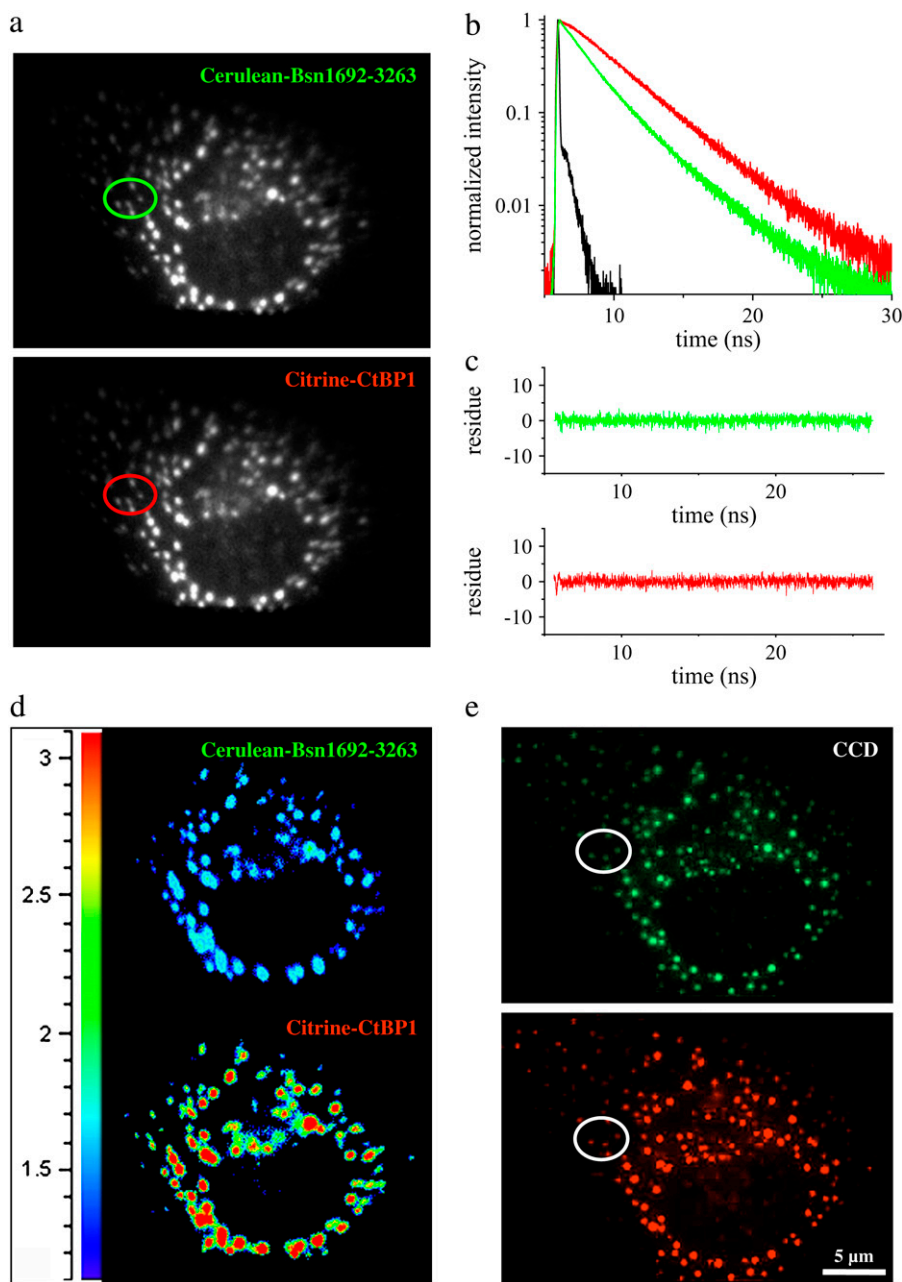 a
Cerulean-Bsn1692-3263
Citrine-CtBP1
b
normalized intensity
1
0.1
0.01
10
20
30
time (ns)
c
residue
10
0
-10
10
20
time (ns)
residue
10
0
-10
10
20
time (ns)
d
3
2.5
2
1.5
Cerulean-Bsn1692-3263
Citrine-CtBP1
e
CCD
5 µm